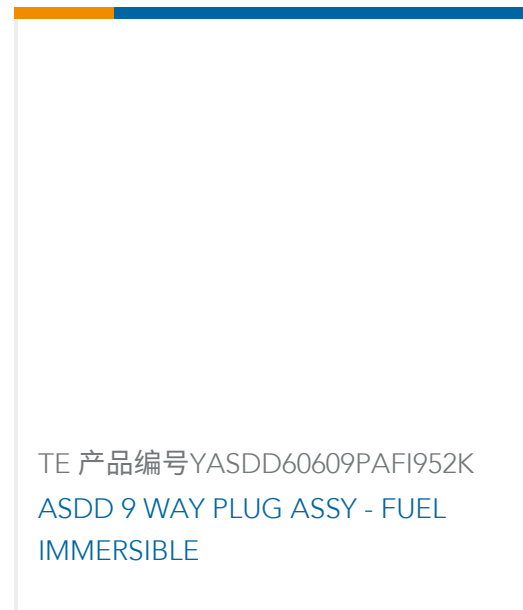 TE 产品编号YASDD60609PAFI952K
ASDD 9 WAY PLUG ASSY - FUEL
IMMERSIBLE